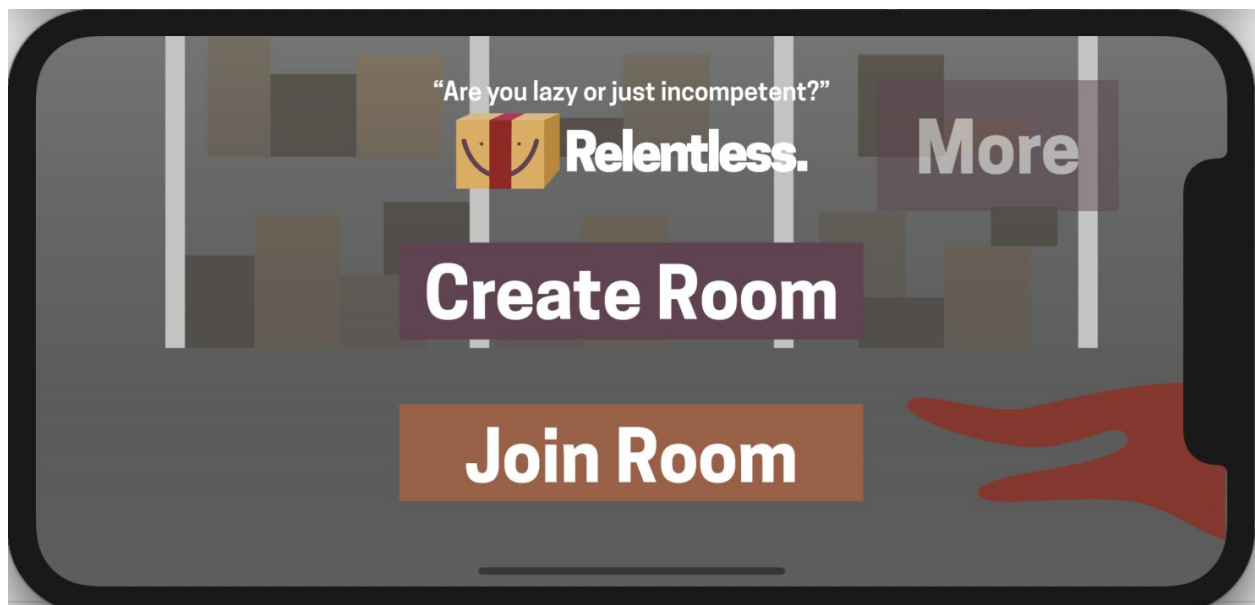 “Are you lazy or just incompetent?”
Relentless.
More
Create Room
Join Room